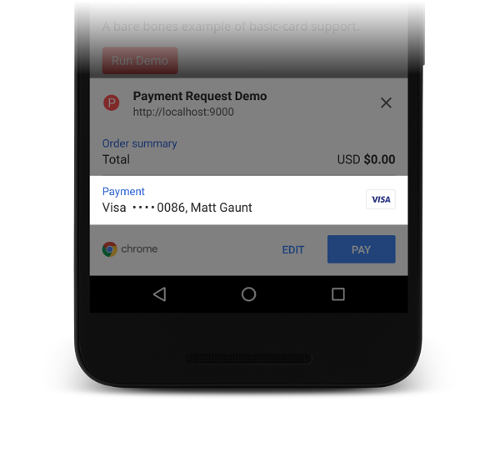 A bare bones example of basic-card support.
Run Demo
P
Payment Request Demo
http://localhost:9000
Order summary
Total USD $0.00
Payment
Visa ････0086, Matt Gaunt VISA
chrome EDIT PAY